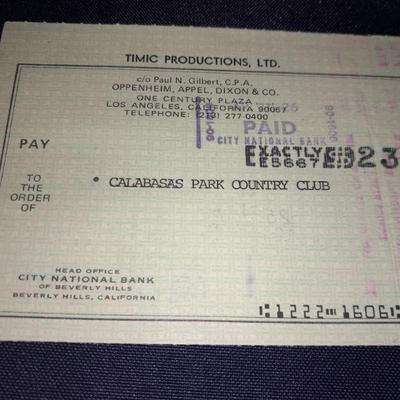 TIMIC PRODUCTIONS, LTD.
c/o Paul N. Gilbert, C.P.A.
OPPENHEIM, APPEL, DIXON & CO.
ONE CENTURY PLAZA
LOS ANGELES, CALIFORNIA 90067
TELEPHONE: (213) 277-0400
PAID
CITY NATIONAL BANK
PAY
EXACTLY
TO
THE
ORDER
OF
• CALABASAS PARK COUNTRY CLUB
HEAD OFFICE
CITY NATIONAL BANK
OF BEVERLY HILLS
BEVERLY HILLS, CALIFORNIA
⑆1222⑉1606⑆